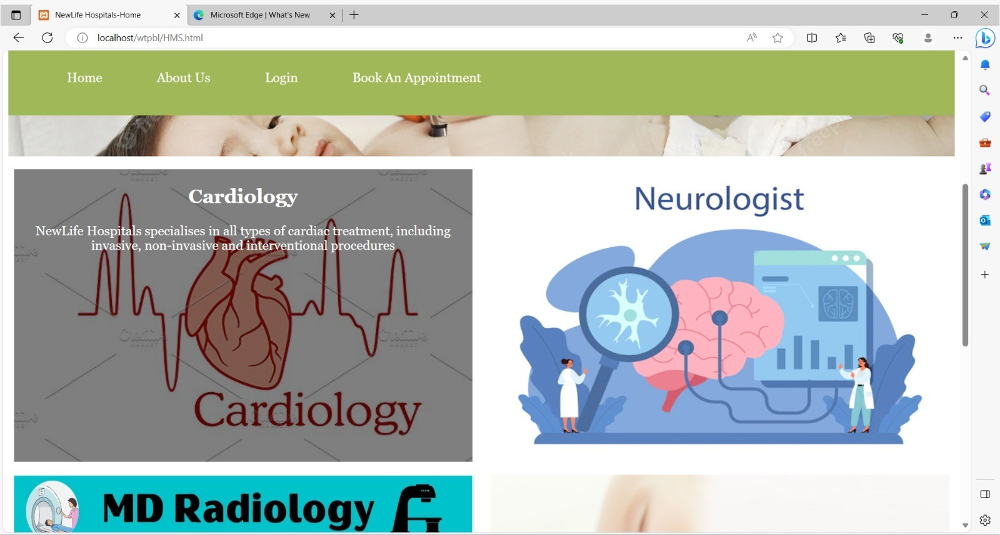 NewLife Hospitals-Home
Microsoft Edge | What's New
localhost/wtpbl/HMS.html
Home About Us Login Book An Appointment
Cardiology
NewLife Hospitals specialises in all types of cardiac treatment, including
invasive, non-invasive and interventional procedures
Cardiology
Neurologist
MD Radiology